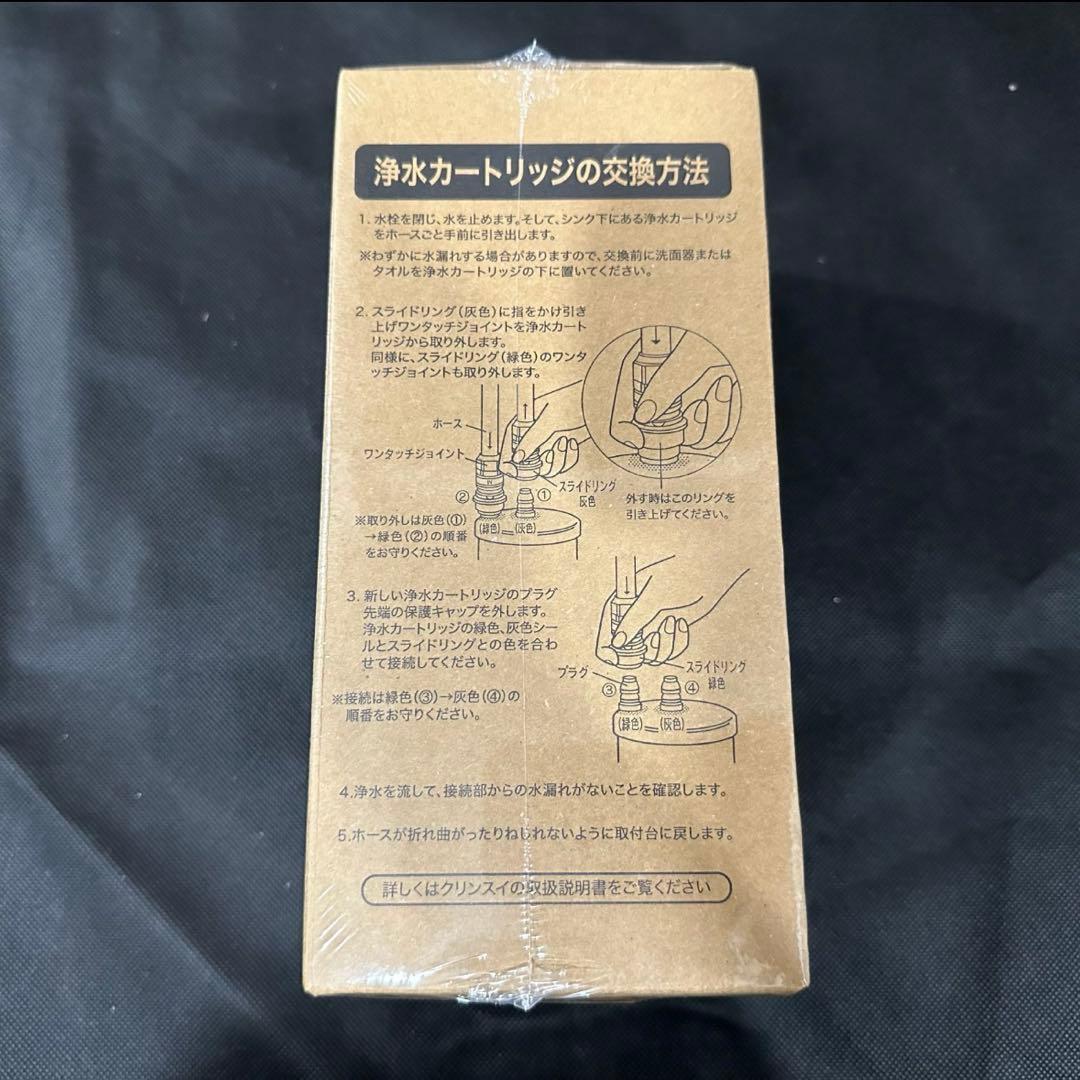 浄水カートリッジの交換方法
1. 水栓を閉じ、水を止めます。そして、シンク下にある浄水カートリッジ
をホースごと手前に引き出します。
※わずかに水漏れする場合がありますので、交換前に洗面器または
タオルを浄水カートリッジの下に置いてください。
2. スライドリング(灰色)に指をかけ引き
上げワンタッチジョイントを浄水カート
リッジから取り外します。
同様に、スライドリング(緑色)のワンタ
ッチジョイントも取り外します。
ホース
ワンタッチジョイント
スライドリング
灰色
②
①
(緑色)
(灰色)
外す時はこのリングを
引き上げてください。
※取り外しは灰色(①)
→緑色(②)の順番
をお守りください。
3. 新しい浄水カートリッジのプラグ
先端の保護キャップを外します。
浄水カートリッジの緑色、灰色シー
ルとスライドリングとの色を合わ
せて接続してください。
※接続は緑色(③)→灰色(④)の
順番をお守りください。
プラグ
スライドリング
緑色
③
④
(緑色)
(灰色)
4.浄水を流して、接続部からの水漏れがないことを確認します。
5.ホースが折れ曲がったりねじれないように取付台に戻します。
詳しくはクリンスイの取扱説明書をご覧ください